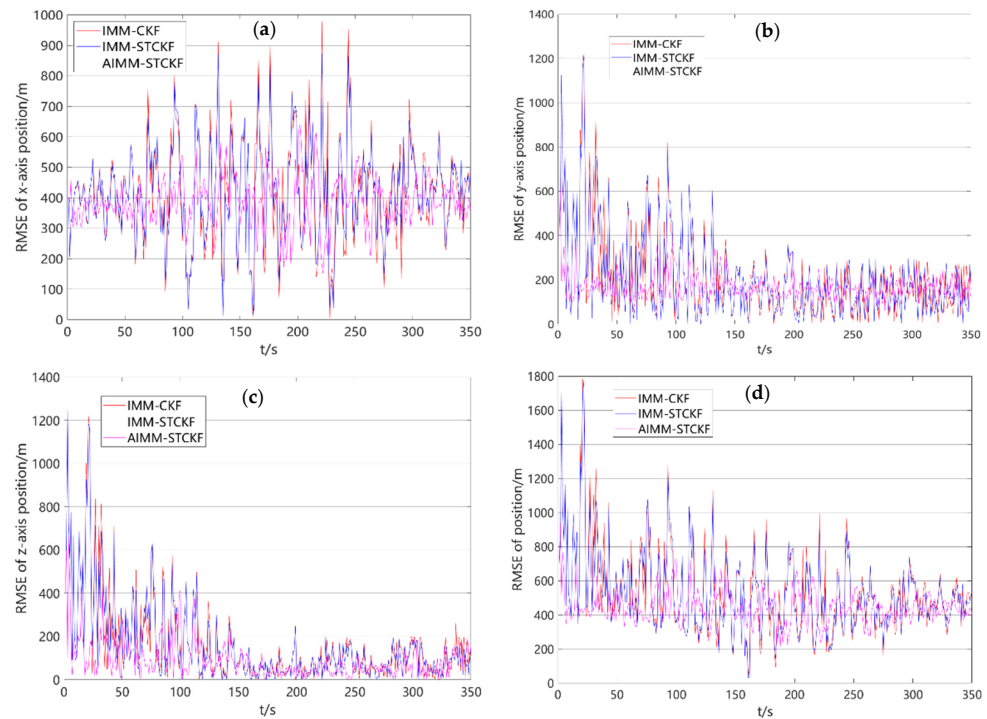 (a)
IMM-CKF
IMM-STCKF
AIMM-STCKF
RMSE of x-axis position/m
1000
900
800
700
600
500
400
300
200
100
0
0 50 100 150 200 250 300 350
t/s
(b)
IMM-CKF
IMM-STCKF
AIMM-STCKF
RMSE of y-axis position/m
1400
1200
1000
800
600
400
200
0
0 50 100 150 200 250 300 350
t/s
(c)
IMM-CKF
IMM-STCKF
AIMM-STCKF
RMSE of z-axis position/m
1400
1200
1000
800
600
400
200
0
0 50 100 150 200 250 300 350
t/s
(d)
IMM-CKF
IMM-STCKF
AIMM-STCKF
RMSE of position/m
1800
1600
1400
1200
1000
800
600
400
200
0
0 50 100 150 200 250 300 350
t/s